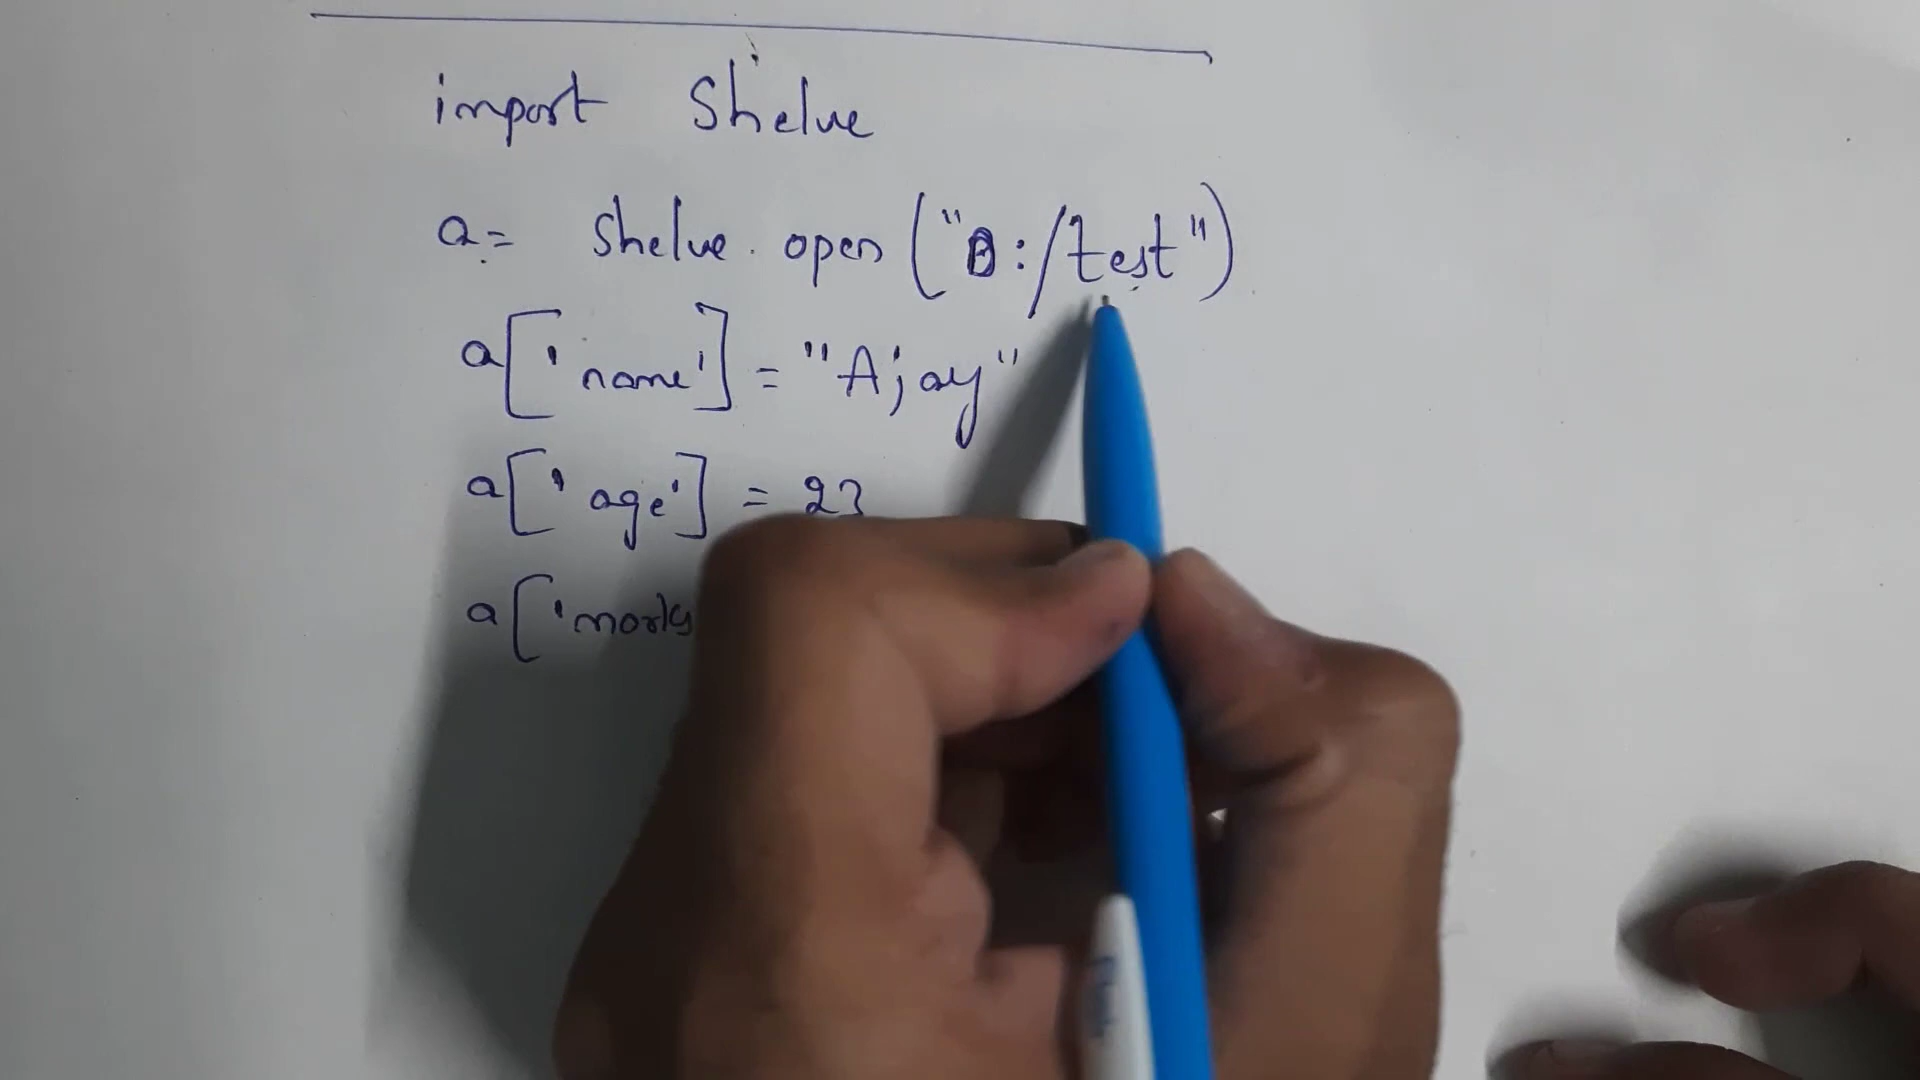 import Shelve
a= Shelve.open ("D:/test")
a['name'] = "Ajay"
a['age'] = 23
a['marks